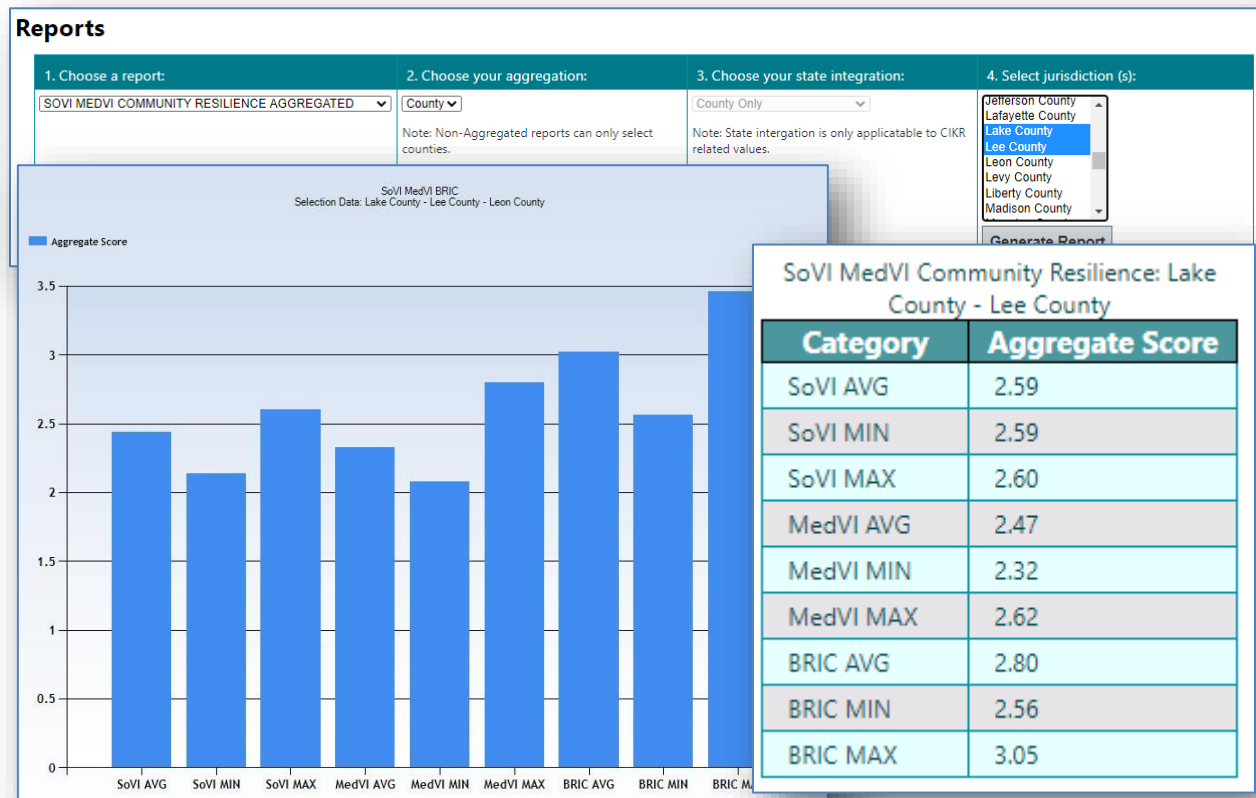 Reports
1. Choose a report:
2. Choose your aggregation:
3. Choose your state integration:
4. Select jurisdiction (s):
SOVI MEDVI COMMUNITY RESILIENCE AGGREGATED
County
County Only
Note: Non-Aggregated reports can only select
counties.
Note: State intergation is only applicatable to CIKR
related values.
Jefferson County
Lafayette County
Lake County
Lee County
Leon County
Levy County
Liberty County
Madison County
Generate Report
SoVI MedVI BRIC
Selection Data: Lake County - Lee County - Leon County
Aggregate Score
3.5
3
2.5
2
1.5
1
0.5
0
SoVI AVG SoVI MIN SoVI MAX MedVI AVG MedVI MIN MedVI MAX BRIC AVG BRIC MIN BRIC
SoVI MedVI Community Resilience: Lake
County - Lee County
Category Aggregate Score
SoVI AVG 2.59
SoVI MIN 2.59
SoVI MAX 2.60
MedVI AVG 2.47
MedVI MIN 2.32
MedVI MAX 2.62
BRIC AVG 2.80
BRIC MIN 2.56
BRIC MAX 3.05